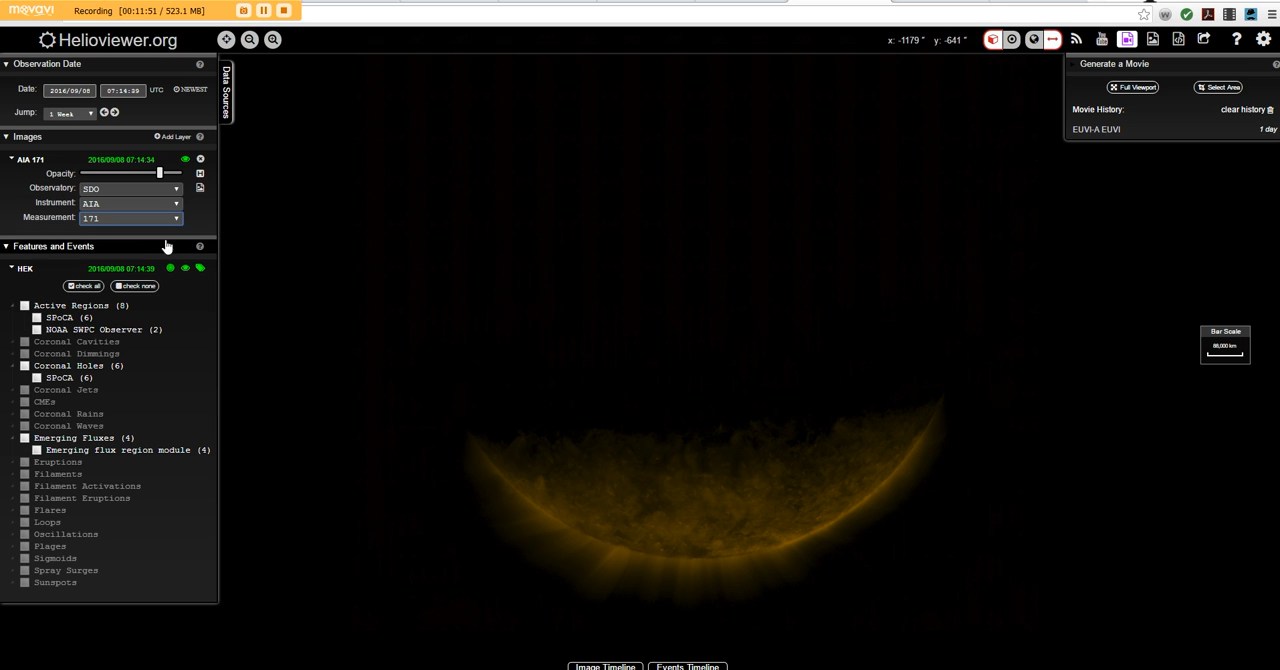 movavi Recording [00:11:51 / 523.1 MB]
Helioviewer.org
x: -1179 " y: -641 "
Observation Date
Date: 2016/09/08 07:14:39 UTC NEWEST
Jump: 1 Week
Images Add Layer
AIA 171 2016/09/08 07:14:34
Opacity:
Observatory: SDO
Instrument: AIA
Measurement: 171
Features and Events
HEK 2016/09/08 07:14:39
check all check none
Active Regions (8)
SPoCA (6)
NOAA SWPC Observer (2)
Coronal Cavities
Coronal Dimmings
Coronal Holes (6)
SPoCA (6)
Coronal Jets
CMEs
Coronal Rains
Coronal Waves
Emerging Fluxes (4)
Emerging flux region module (4)
Eruptions
Filaments
Filament Activations
Filament Eruptions
Flares
Loops
Oscillations
Plages
Sigmoids
Spray Surges
Sunspots
Data Sources
Generate a Movie
Full Viewport Select Area
Movie History: clear history
EUVI-A EUVI 1 day
Bar Scale
Image Timeline Events Timeline